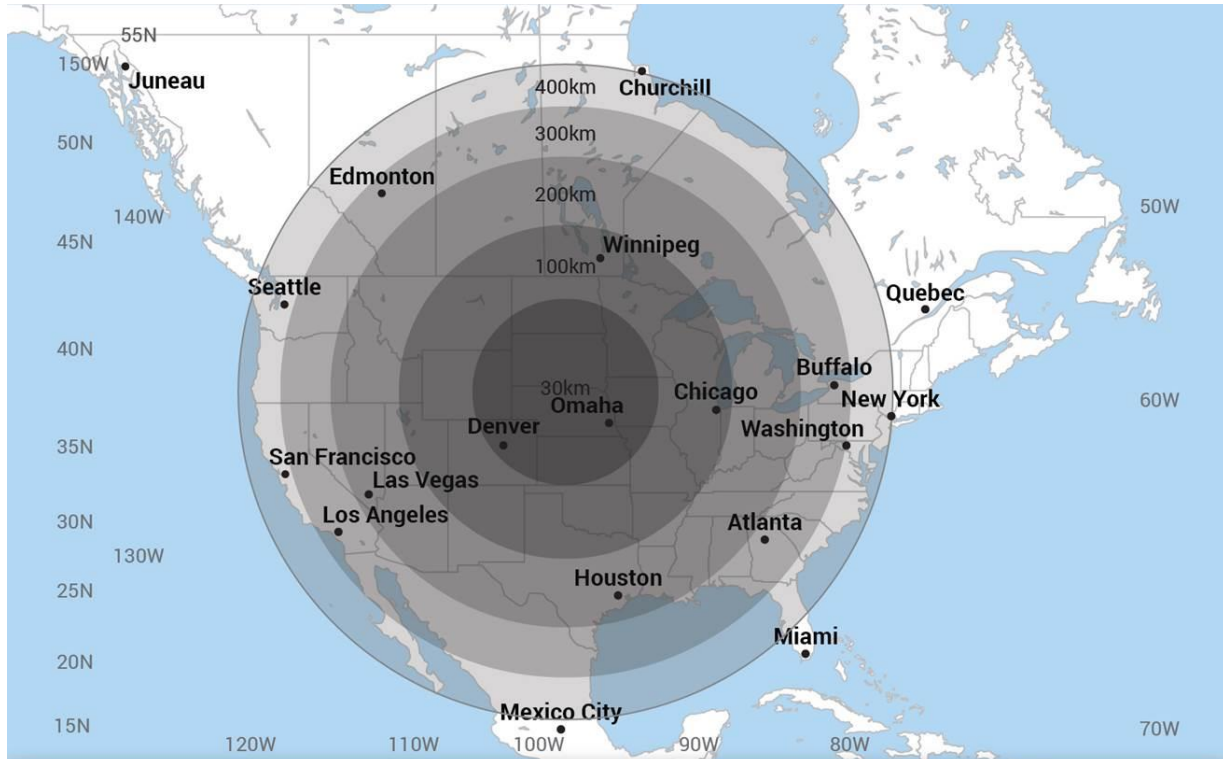 55N
150W
Juneau
400km
Churchill
300km
50N
Edmonton
200km
140W
50W
45N
Winnipeg
100km
Seattle
Quebec
40N
Buffalo
30km
Chicago
New York
60W
Omaha
Denver
Washington
35N
San Francisco
Las Vegas
Los Angeles
30N
Atlanta
130W
Houston
25N
Miami
20N
Mexico City
15N
70W
120W
110W
100W
90W
80W